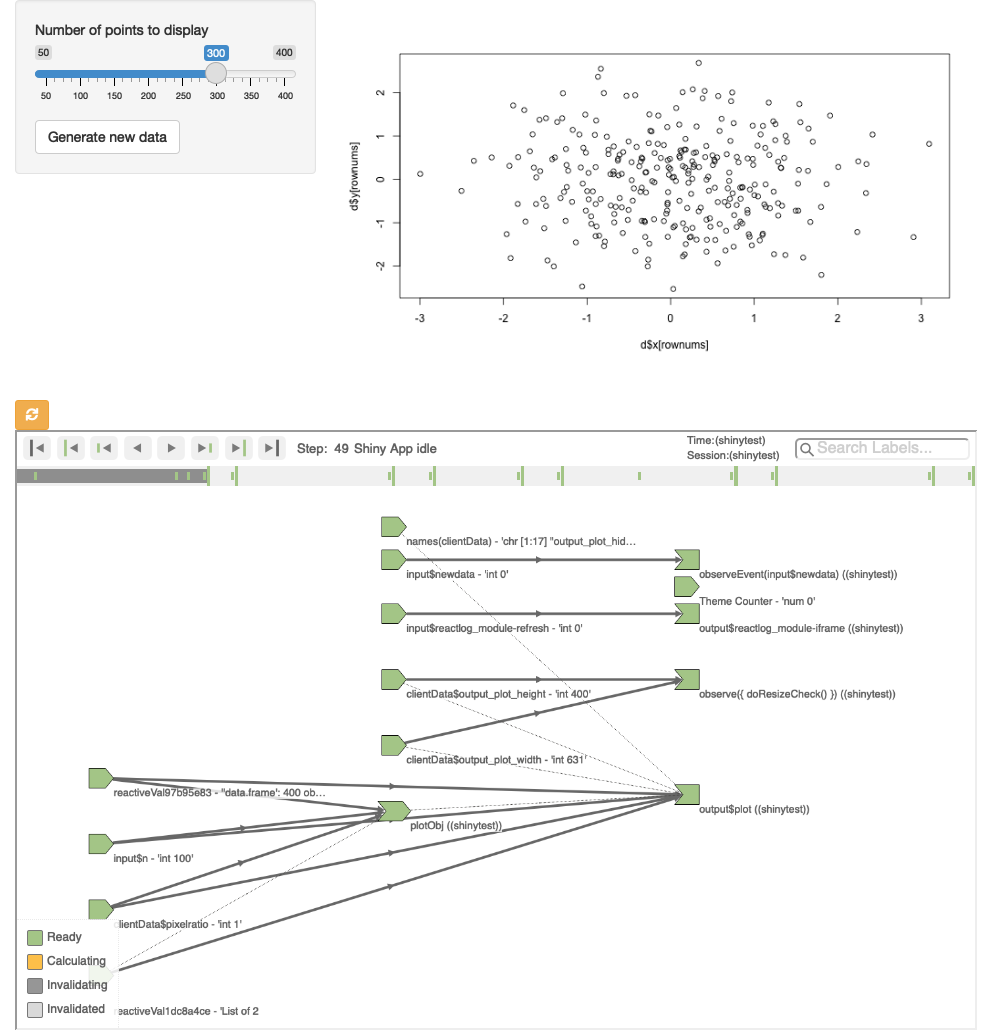 Number of points to display
50 300 400
50 100 150 200 250 300 350 400
Generate new data
2
1
0
-1
-2
d$y[rownums]
-3 -2 -1 0 1 2 3
d$x[rownums]
Step: 49 Shiny App idle
Time:(shinytest)
Session:(shinytest)
Search Labels...
names(clientData) - 'chr [1:17] "output_plot_hid...
input$newdata - 'int 0'
observeEvent(input$newdata) ((shinytest))
Theme Counter - 'num 0'
input$reactlog_module-refresh - 'int 0'
output$reactlog_module-iframe ((shinytest))
clientData$output_plot_height - 'int 400'
observe({ doResizeCheck() }) ((shinytest))
clientData$output_plot_width - 'int 631'
reactiveVal97b95e83 - "data.frame': 400 ob...
output$plot ((shinytest))
plotObj ((shinytest))
input$n - 'int 100'
clientData$pixelratio - 'int 1'
Ready
Calculating
Invalidating
Invalidated
eactiveVal1dc8a4ce - 'List of 2